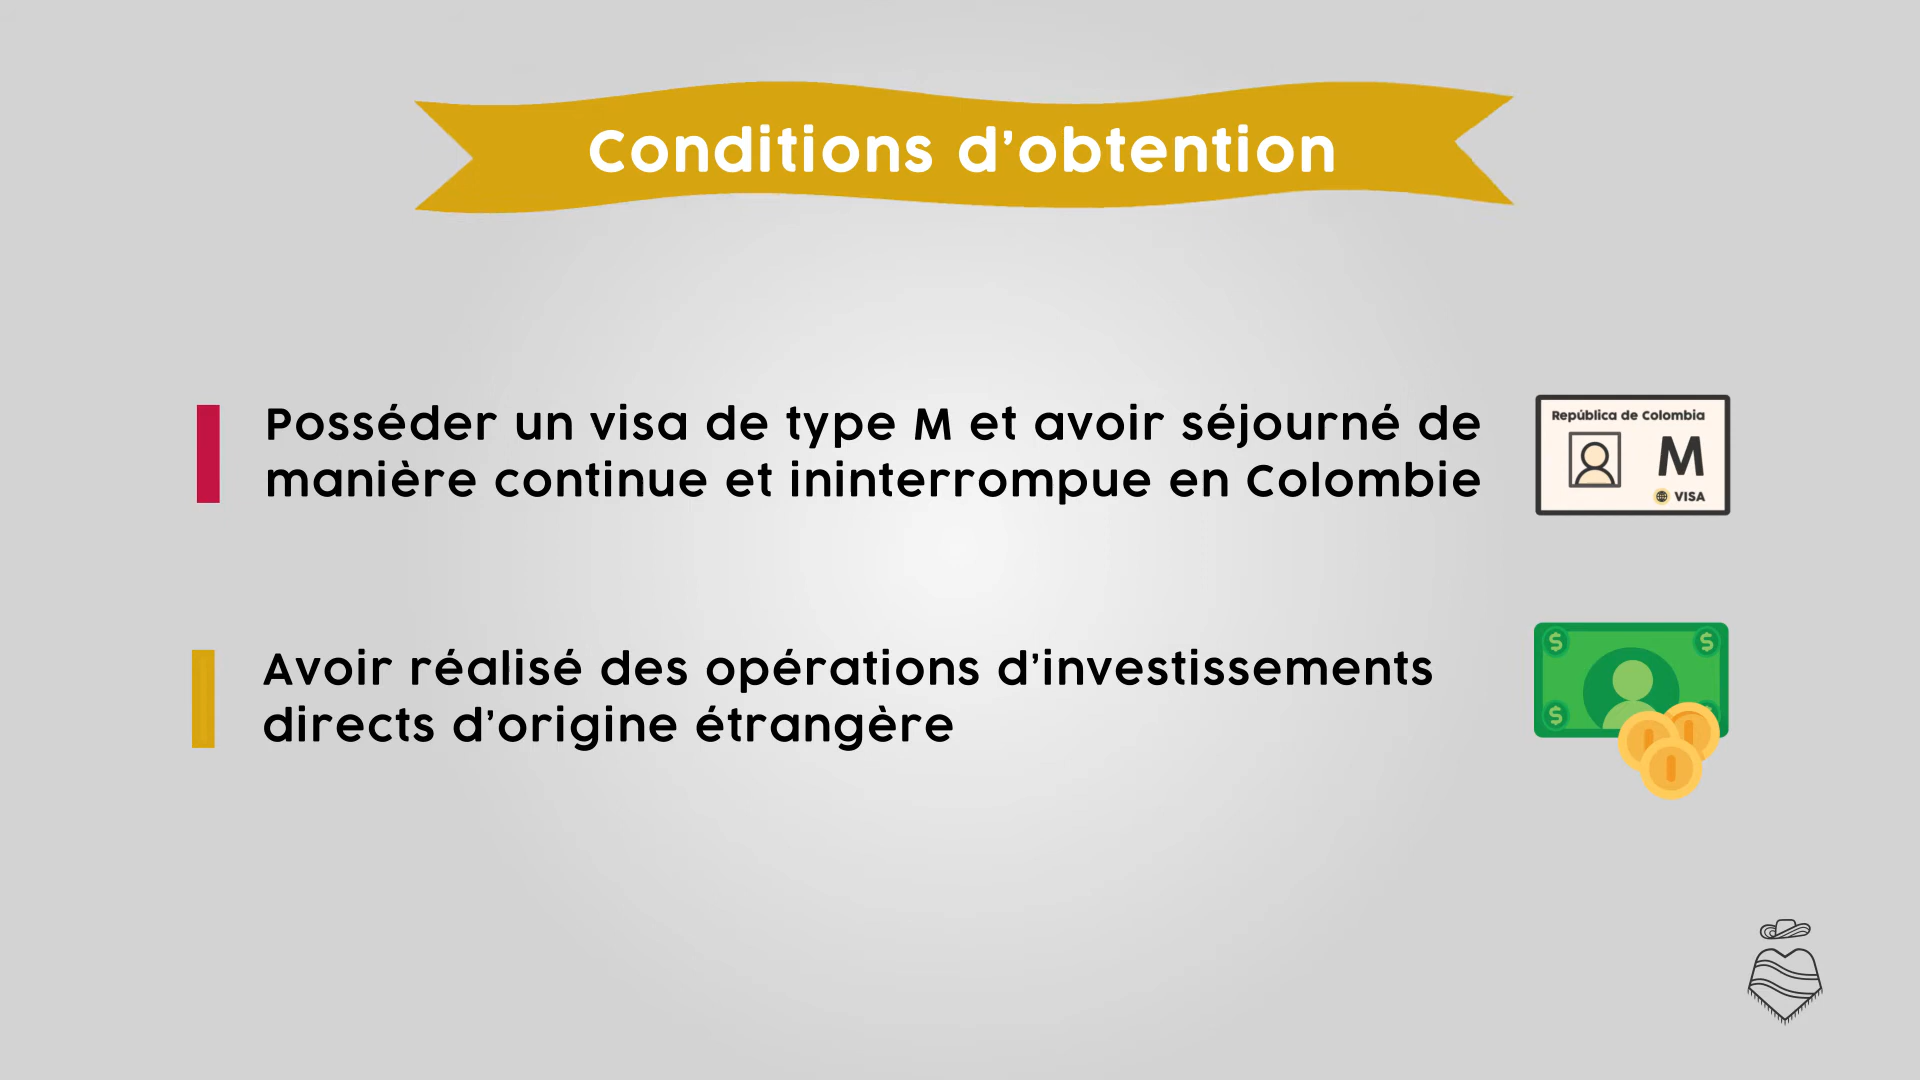 Conditions d'obtention
Posséder un visa de type M et avoir séjourné de
manière continue et ininterrompue en Colombie
República de Colombia
M
VISA
Avoir réalisé des opérations d'investissements
directs d'origine étrangère
$ $
$